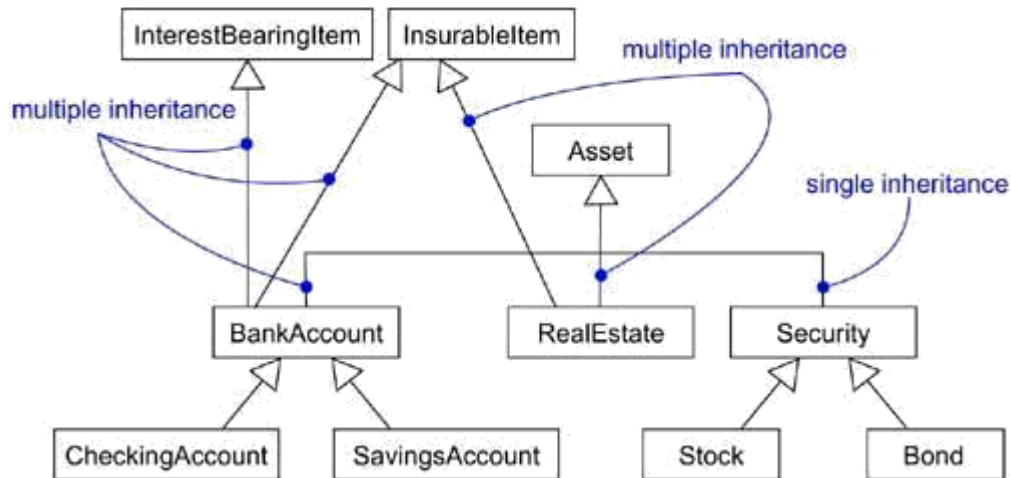 InterestBearingItem
InsurableItem
multiple inheritance
multiple inheritance
Asset
single inheritance
BankAccount
RealEstate
Security
CheckingAccount
SavingsAccount
Stock
Bond